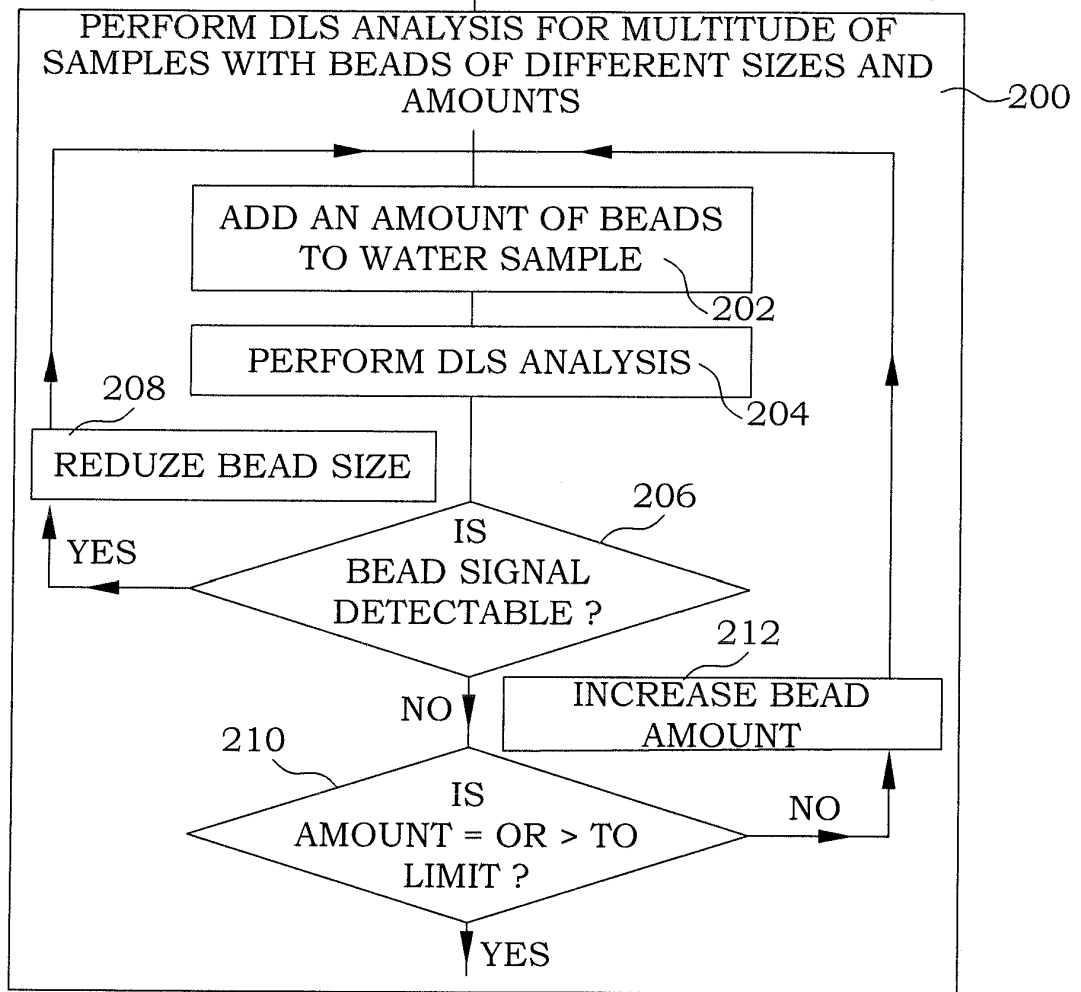 PERFORM DLS ANALYSIS FOR MULTITUDE OF
SAMPLES WITH BEADS OF DIFFERENT SIZES AND
AMOUNTS
200
ADD AN AMOUNT OF BEADS
TO WATER SAMPLE
202
PERFORM DLS ANALYSIS
204
208
REDUZE BEAD SIZE
206
IS
BEAD SIGNAL
DETECTABLE ?
YES
NO
212
INCREASE BEAD
AMOUNT
210
IS
AMOUNT = OR > TO
LIMIT ?
NO
YES